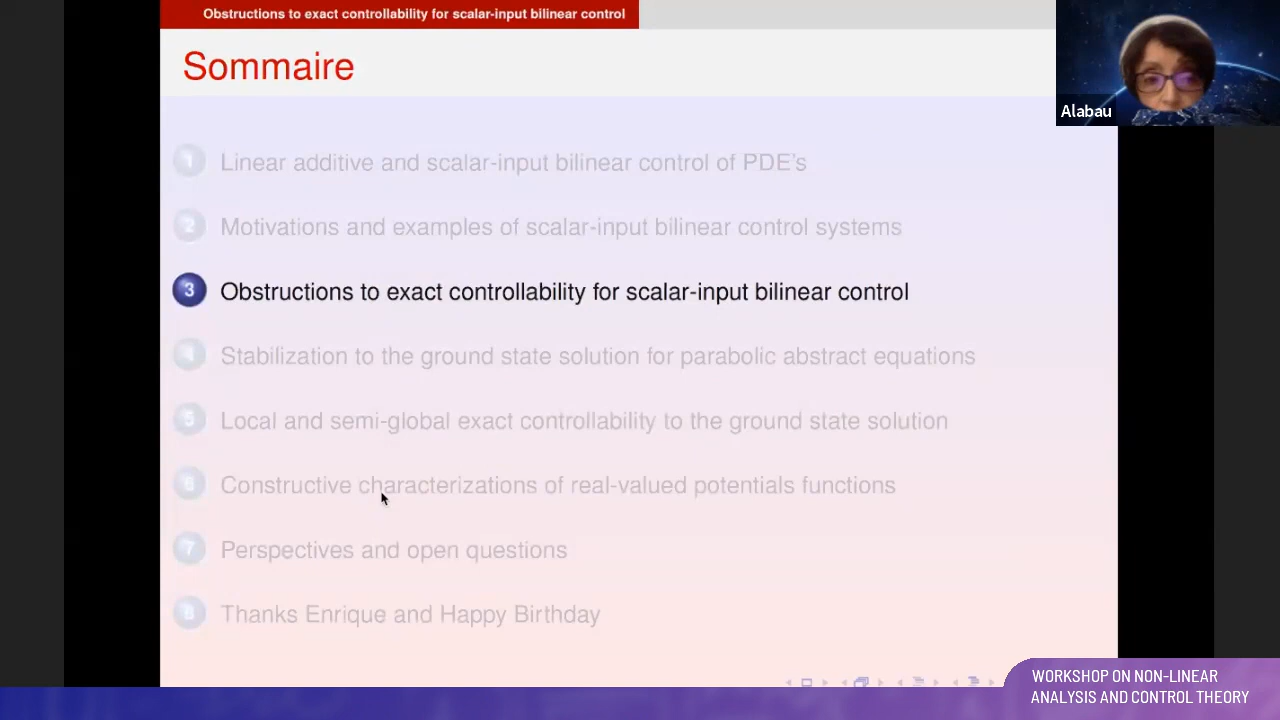 Obstructions to exact controllability for scalar-input bilinear control
Sommaire
Alabau
1 Linear additive and scalar-input bilinear control of PDE's
2 Motivations and examples of scalar-input bilinear control systems
3 Obstructions to exact controllability for scalar-input bilinear control
4 Stabilization to the ground state solution for parabolic abstract equations
5 Local and semi-global exact controllability to the ground state solution
6 Constructive characterizations of real-valued potentials functions
7 Perspectives and open questions
8 Thanks Enrique and Happy Birthday
WORKSHOP ON NON-LINEAR
ANALYSIS AND CONTROL THEORY